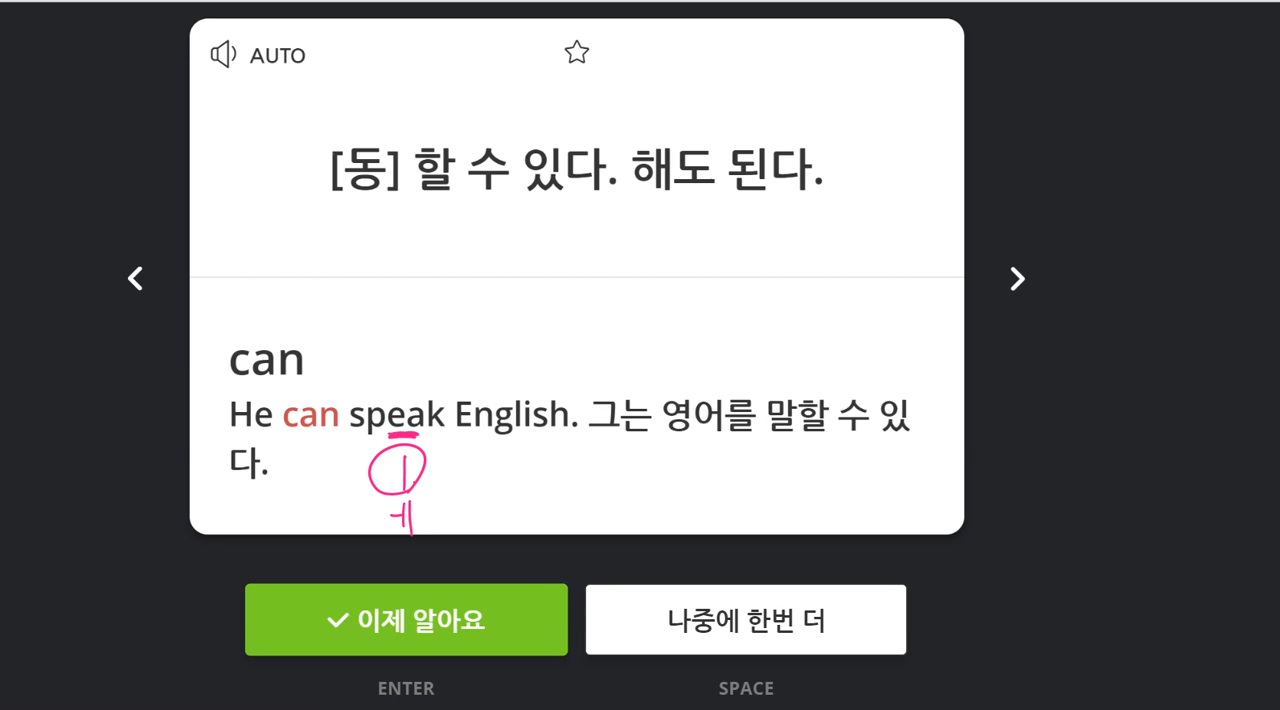 AUTO
[동] 할 수 있다. 해도 된다.
can
He can speak English. 그는 영어를 말할 수 있
다.
ㅣ
ㅔ
이제 알아요
나중에 한번 더
ENTER
SPACE